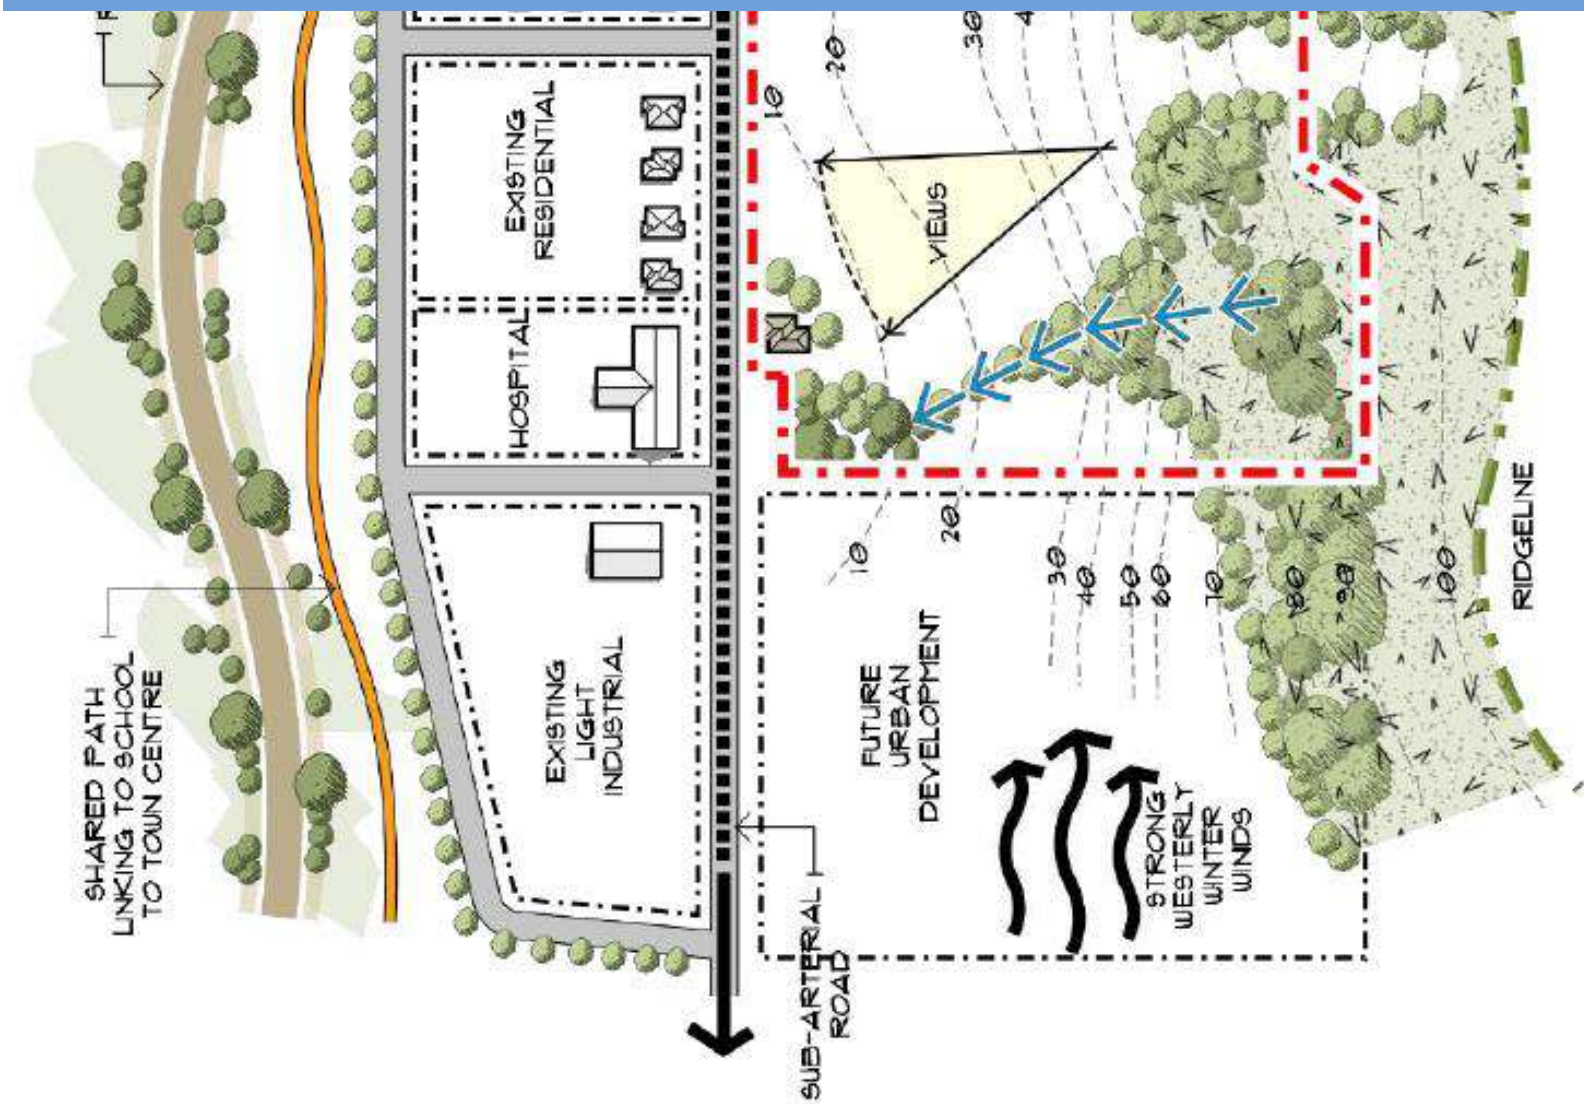 SHARED PATH
LINKING TO SCHOOL
TO TOWN CENTRE
EXISTING
RESIDENTIAL
HOSPITAL
EXISTING
LIGHT
INDUSTRIAL
SUB-ARTERIAL
ROAD
VIEWS
10
20
30
10
20
30
40
50
60
70
80
90
100
FUTURE
URBAN
DEVELOPMENT
STRONG
WESTERLY
WINTER
WINDS
RIDGELINE